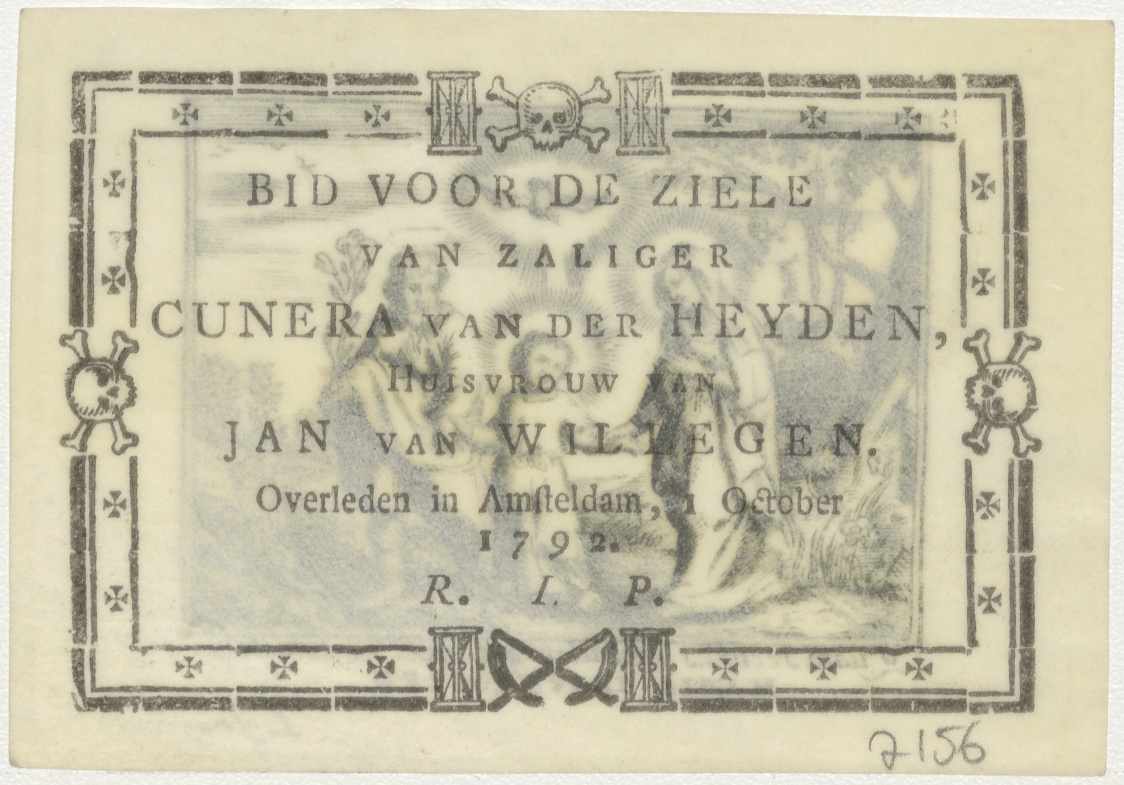 BID VOOR DE ZIELE
VAN ZALIGER
CUNERA VAN DER HEYDEN,
HUISVROUW VAN
JAN VAN WILLEGEN.
Overleden in Amſteldam, 1 October
1792.
R. I. P.
7156